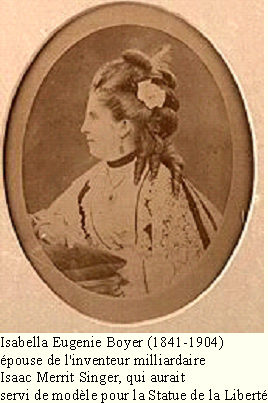 Isabella Eugenie Boyer (1841-1904)
épouse de l'inventeur milliardaire
Isaac Merrit Singer, qui aurait
servi de modèle pour la Statue de la Liberté